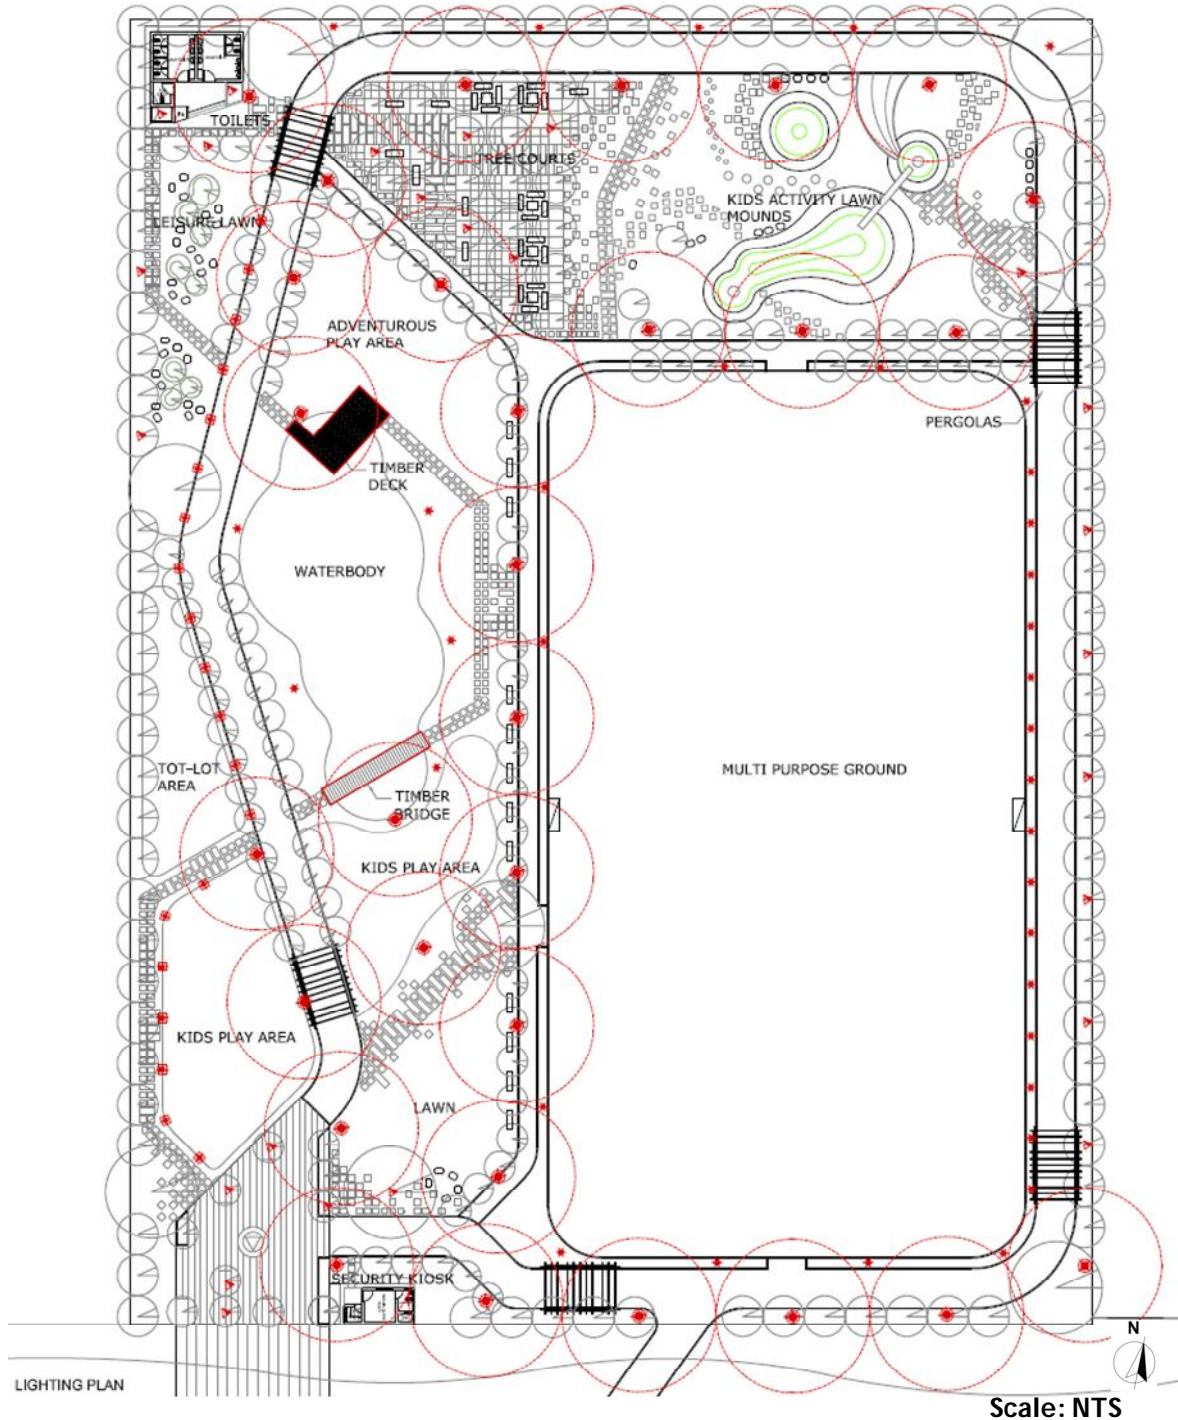 TOILETS
TREE COURTS
KIDS ACTIVITY LAWN
MOUNDS
LEISURE LAWN
ADVENTUROUS
PLAY AREA
PERGOLAS
TIMBER
DECK
WATERBODY
TOT-LOT
AREA
MULTI PURPOSE GROUND
TIMBER
BRIDGE
KIDS PLAY AREA
KIDS PLAY AREA
LAWN
SECURITY KIOSK
N
LIGHTING PLAN
Scale: NTS